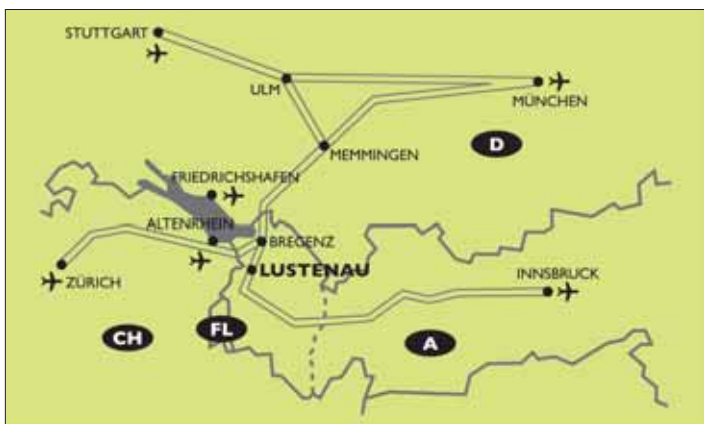 STUTTGART
ULM
MÜNCHEN
MEMMINGEN
D
FRIEDRICHSHAFEN
ALTENRHEIN
BREGENZ
LUSTENAU
ZÜRICH
INNSBRUCK
CH
FL
A